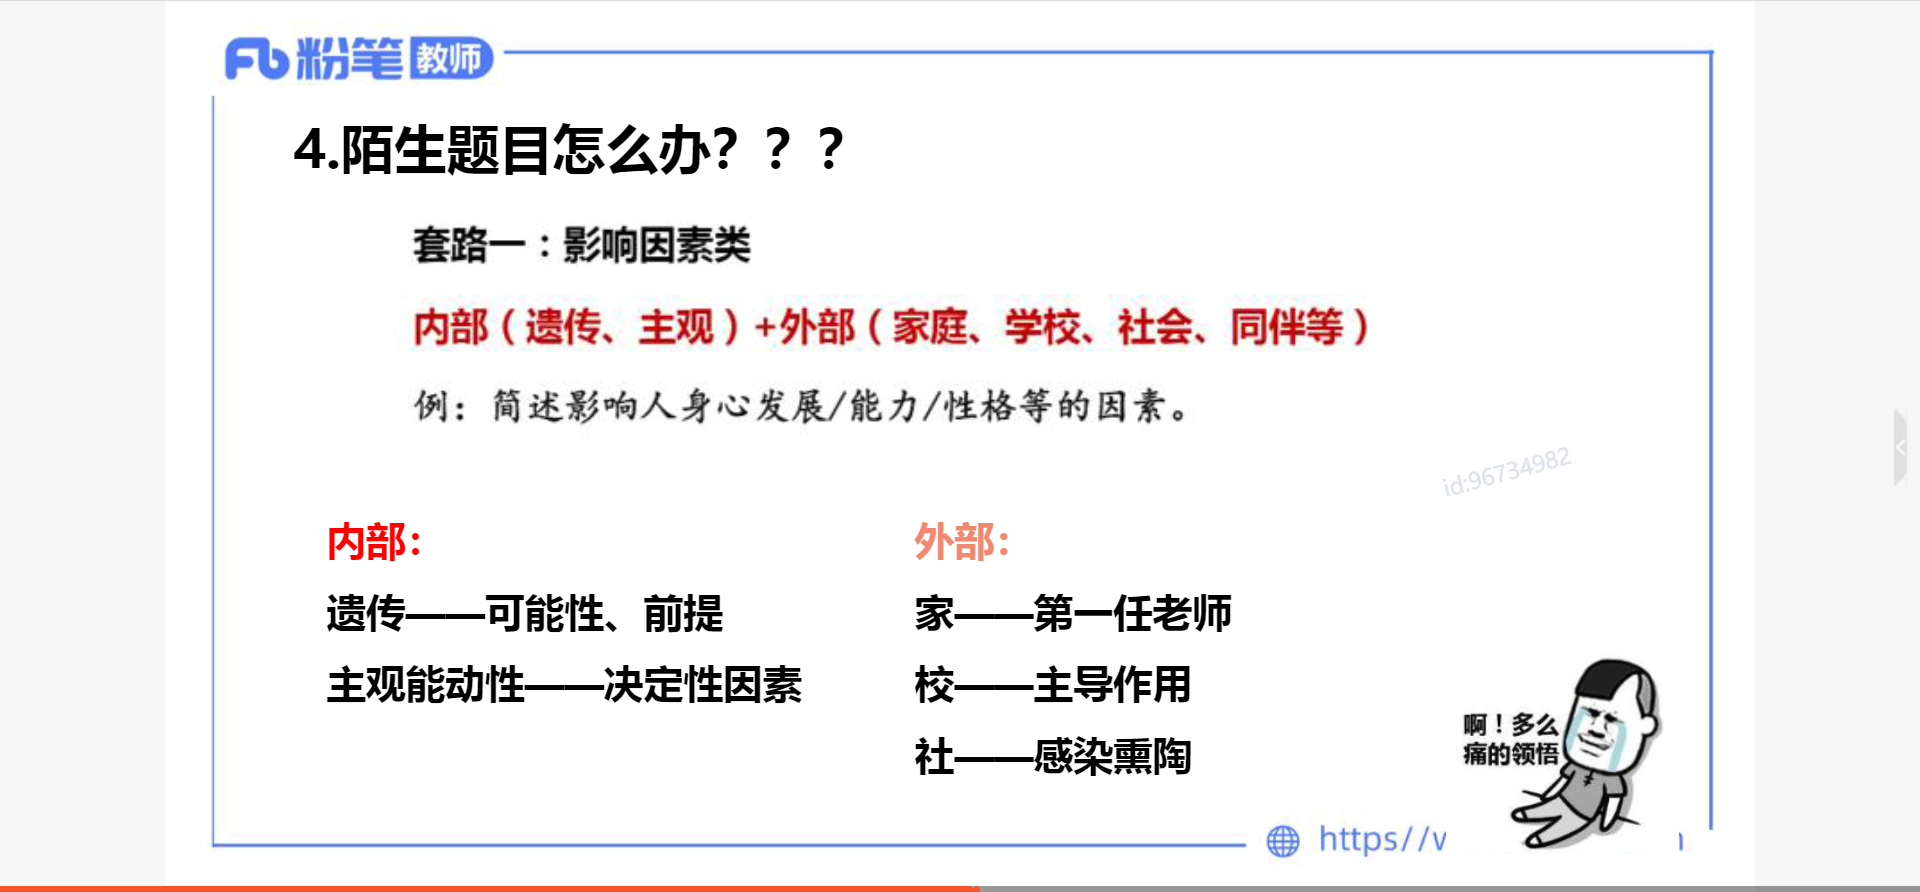 粉笔教师
4.陌生题目怎么办？？？
套路一：影响因素类
内部（遗传、主观）+外部（家庭、学校、社会、同伴等）
例：简述影响人身心发展/能力/性格等的因素。
id:96734982
内部：
遗传——可能性、前提
主观能动性——决定性因素
外部：
家——第一任老师
校——主导作用
社——感染熏陶
啊！多么
痛的领悟
https//